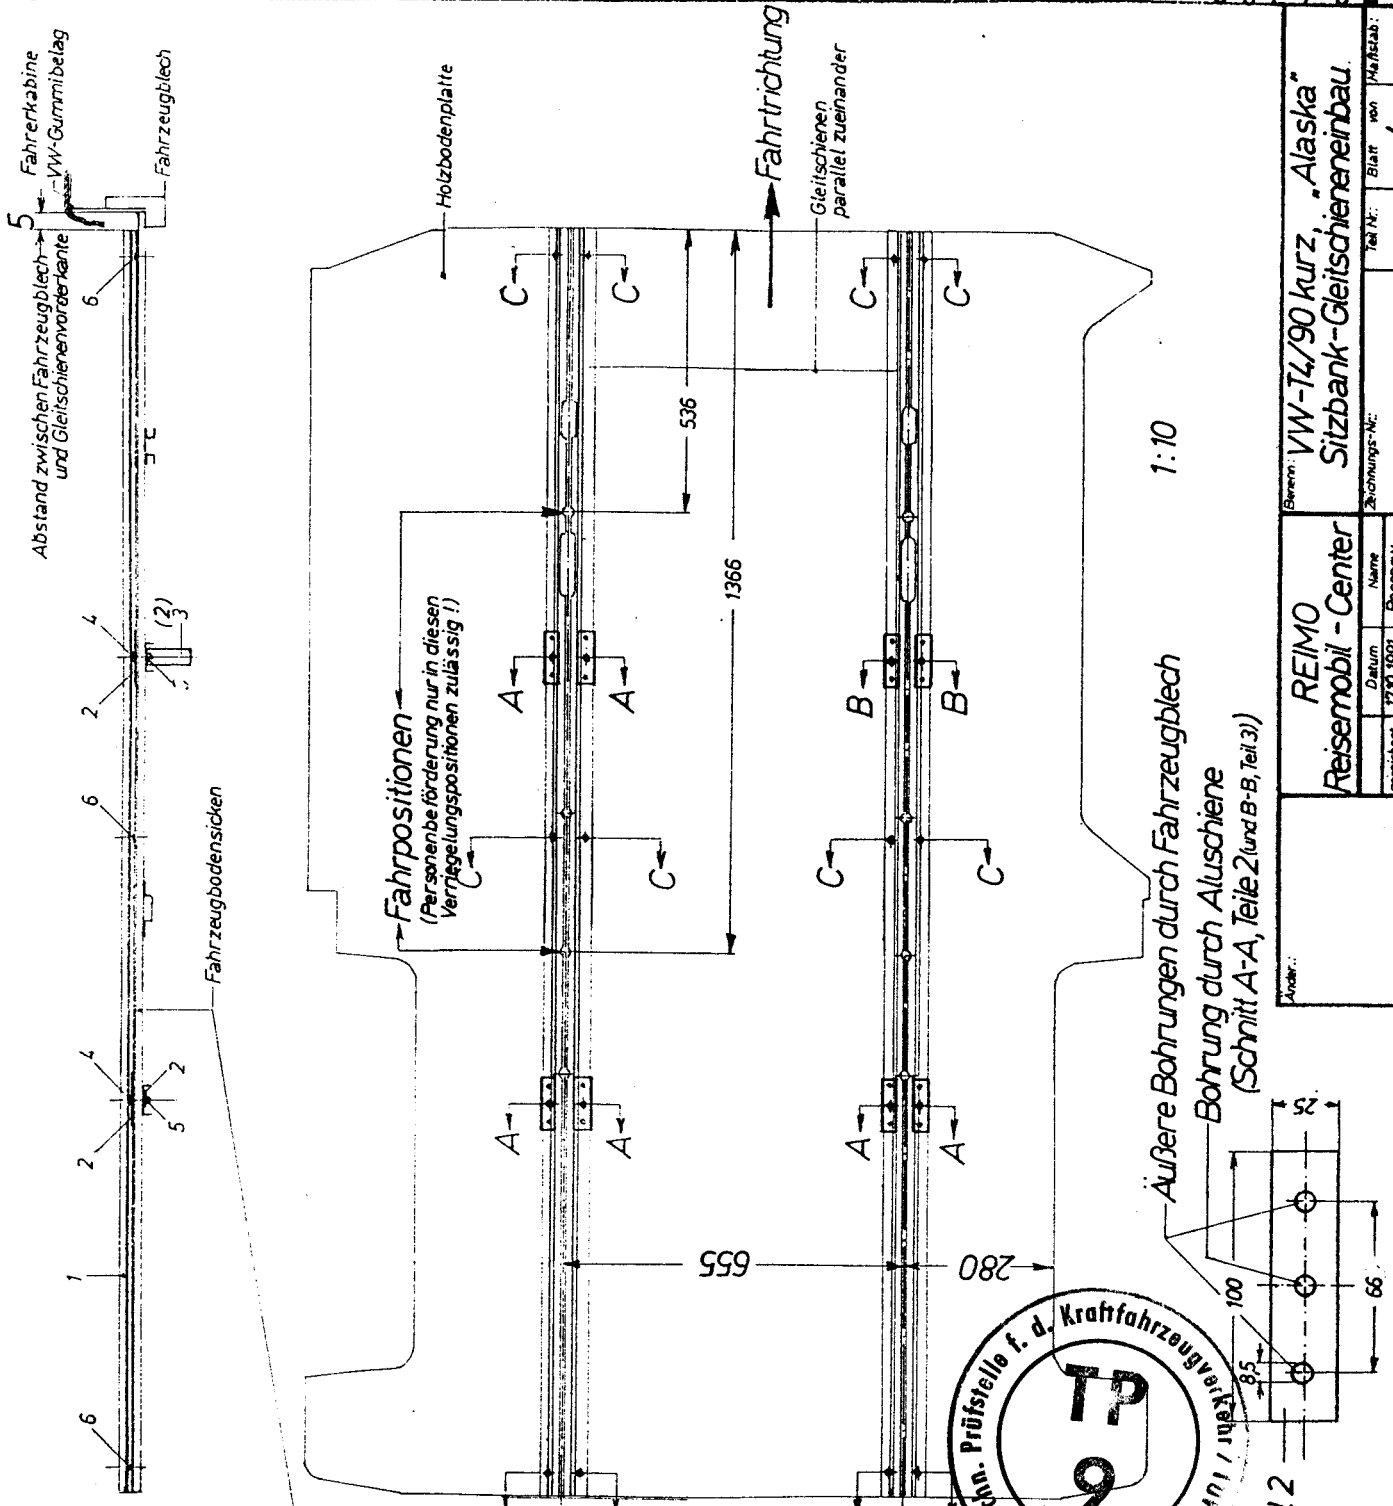 Fahrerkabine
VW-Gummibelag
5
Fahrzeugblech
Abstand zwischen Fahrzeugblech
und Gleitschienenvorderkante
6
4
2
(2)
3
6
4
2
2
5
1
6
Fahrzeugbodensicken
Holzbodenplatte
Fahrtrichtung
Gleitschienen
parallel zueinander
Fahrpositionen
(Personenbeförderung nur in diesen
Verriegelungspositionen zulässig !)
C
C
C
C
536
1366
A
A
B
B
C
C
C
C
A
A
A
A
655
280
1:10
Äußere Bohrungen durch Fahrzeugblech
Bohrung durch Aluschiene
(Schnitt A-A, Teile 2 (und B-B, Teil 3))
100
25
8,5
66
2
Prüfstelle f. d. Kraftfahrzeugverkehr
TP
9
Änder.:
REIMO
Reisemobil - Center
Datum
Name
Benenn:
VW-T4/90 kurz, „Alaska"
Sitzbank-Gleitschieneneinbau
Zeichnungs-Nr:
Teil Nr.:
Blatt
von
Maßstab: